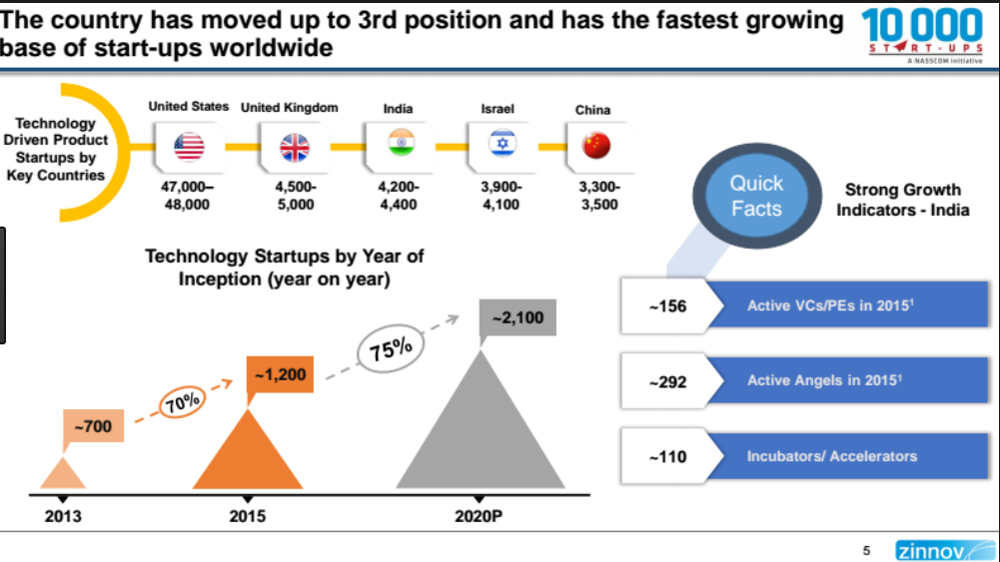 The country has moved up to 3rd position and has the fastest growing
base of start-ups worldwide
10 000
START-UPS
A NASSCOM initiative
Technology
Driven Product
Startups by
Key Countries
United States
47,000–
48,000
United Kingdom
4,500-
5,000
India
4,200-
4,400
Israel
3,900-
4,100
China
3,300-
3,500
Technology Startups by Year of
Inception (year on year)
~700
70%
~1,200
75%
~2,100
2013
2015
2020P
Quick
Facts
Strong Growth
Indicators - India
~156
Active VCs/PEs in 2015¹
~292
Active Angels in 2015¹
~110
Incubators/ Accelerators
5
zinnov